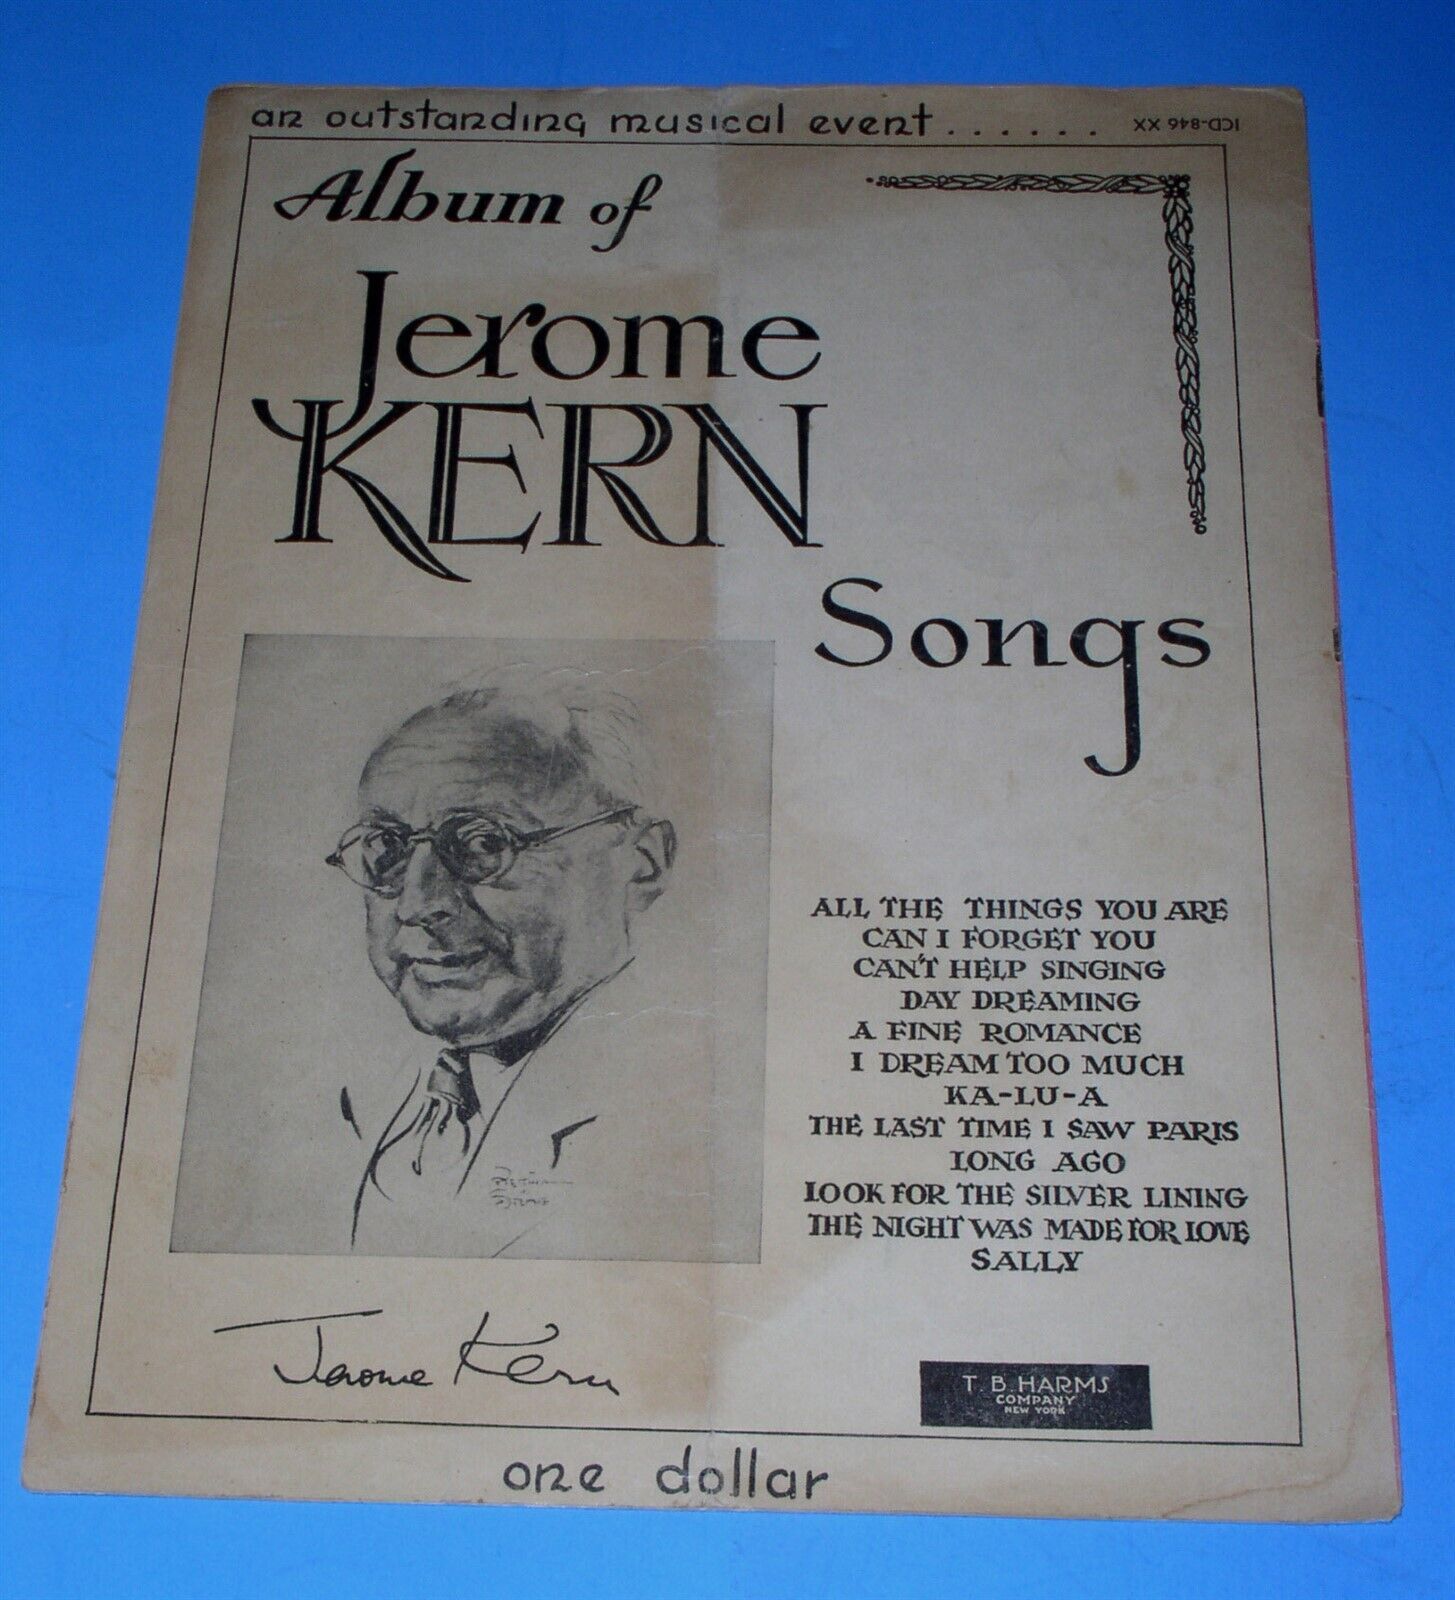 an outstanding musical event......
ICD-846 XX
Album of
Jerome
KERN
Songs
ALL THE THINGS YOU ARE
CAN I FORGET YOU
CAN'T HELP SINGING
DAY DREAMING
A FINE ROMANCE
I DREAM TOO MUCH
KA-LU-A
THE LAST TIME I SAW PARIS
LONG AGO
LOOK FOR THE SILVER LINING
THE NIGHT WAS MADE FOR LOVE
SALLY
Jerome Kern
T. B. HARMS
COMPANY
NEW YORK
one dollar